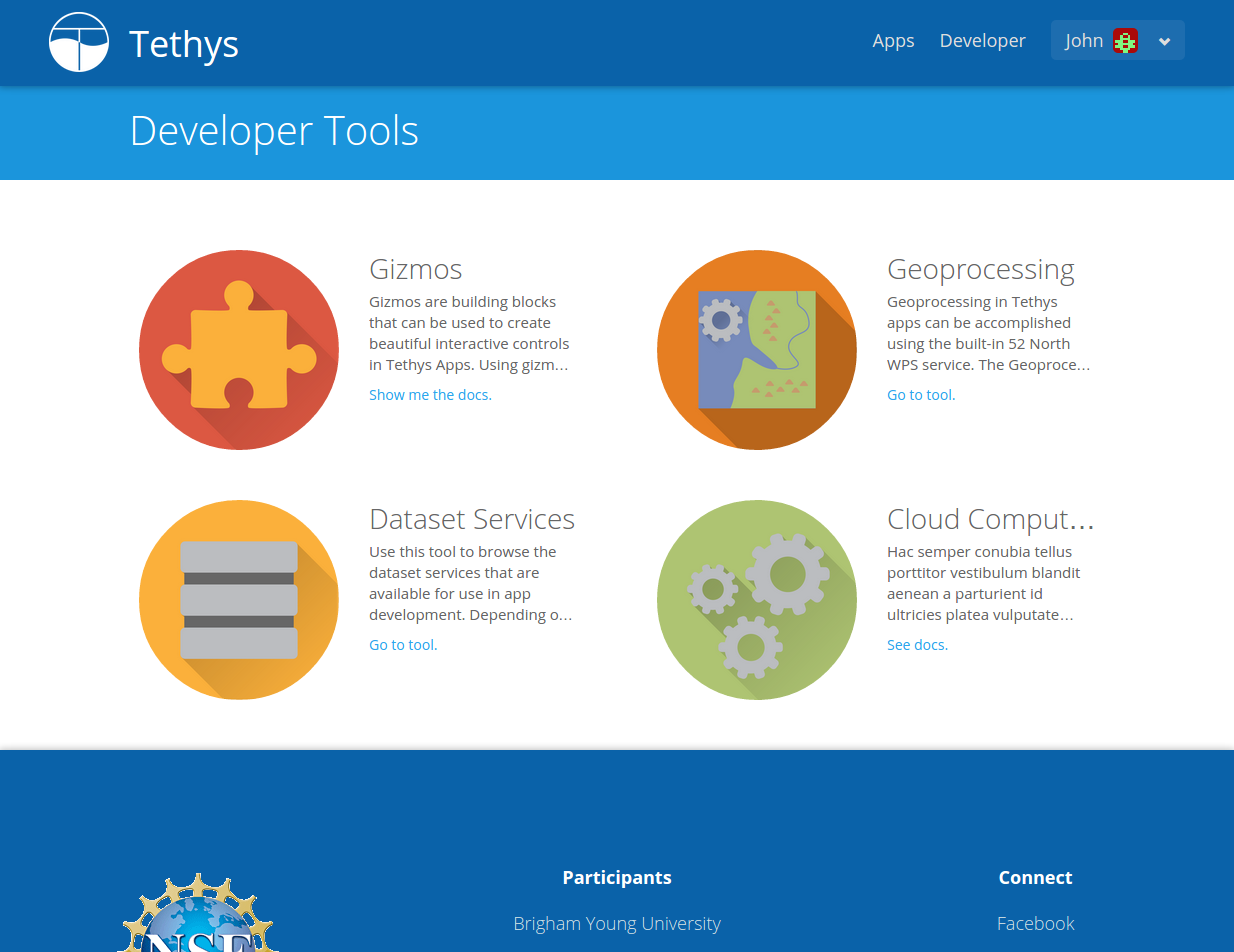 Tethys
Apps
Developer
John
Developer Tools
Gizmos
Gizmos are building blocks
that can be used to create
beautiful interactive controls
in Tethys Apps. Using gizm...
Show me the docs.
Geoprocessing
Geoprocessing in Tethys
apps can be accomplished
using the built-in 52 North
WPS service. The Geoproce...
Go to tool.
Dataset Services
Use this tool to browse the
dataset services that are
available for use in app
development. Depending o...
Go to tool.
Cloud Comput...
Hac semper conubia tellus
porttitor vestibulum blandit
aenean a parturient id
ultricies platea vulputate...
See docs.
NSF
Participants
Brigham Young University
Connect
Facebook